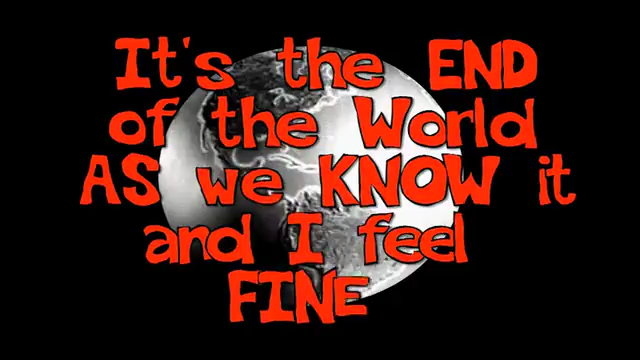 It's the END
of the World
AS we KNOW it
and I feel
FINE